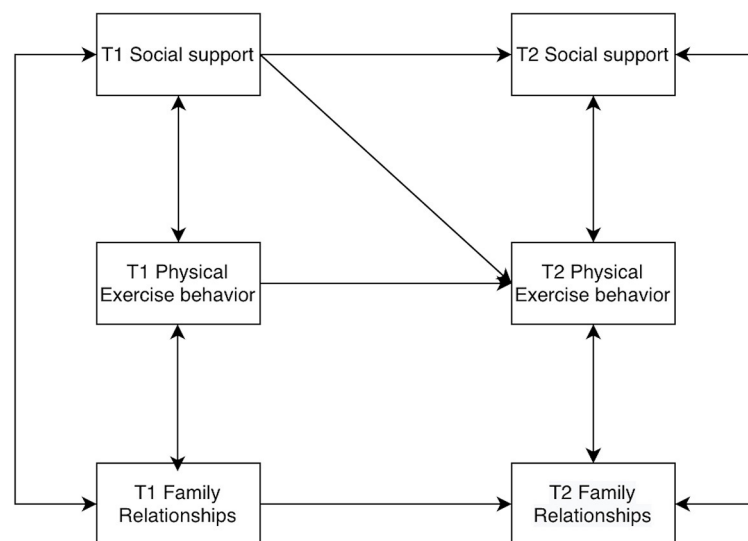 T1 Social support
T2 Social support
T1 Physical
Exercise behavior
T2 Physical
Exercise behavior
T1 Family
Relationships
T2 Family
Relationships